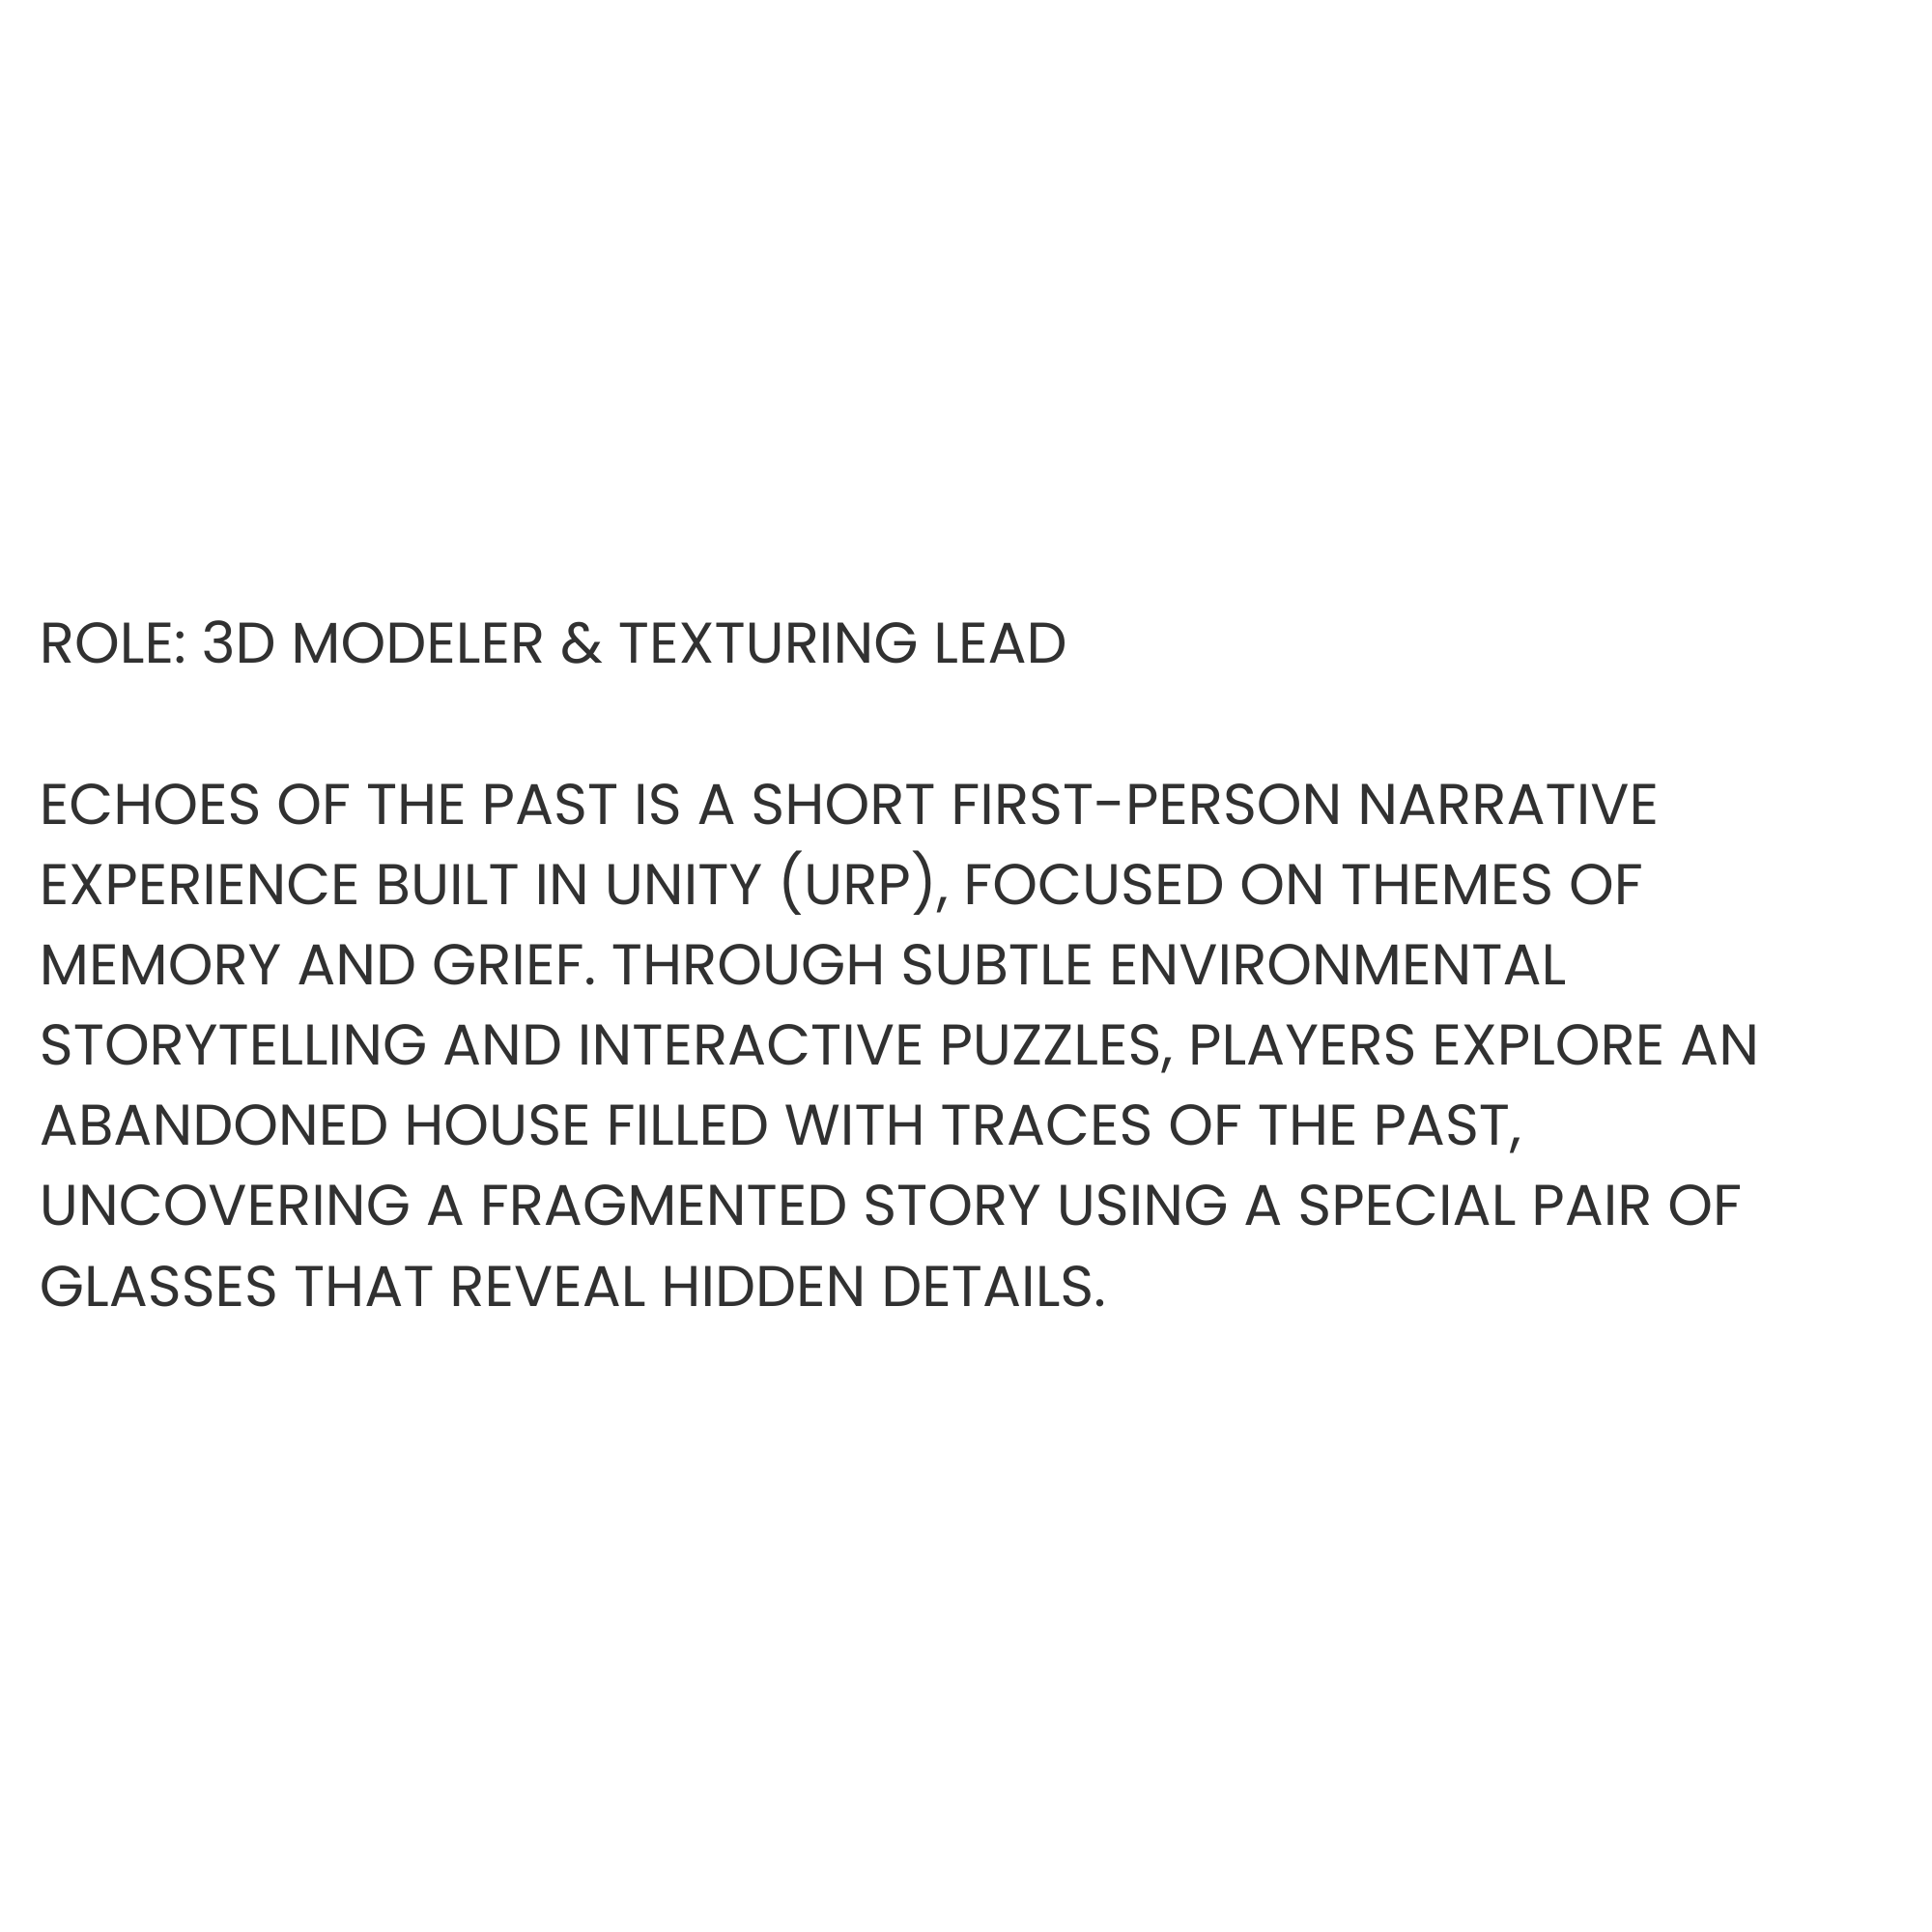 ROLE: 3D MODELER & TEXTURING LEAD
ECHOES OF THE PAST IS A SHORT FIRST-PERSON NARRATIVE
EXPERIENCE BUILT IN UNITY (URP), FOCUSED ON THEMES OF
MEMORY AND GRIEF. THROUGH SUBTLE ENVIRONMENTAL
STORYTELLING AND INTERACTIVE PUZZLES, PLAYERS EXPLORE AN
ABANDONED HOUSE FILLED WITH TRACES OF THE PAST,
UNCOVERING A FRAGMENTED STORY USING A SPECIAL PAIR OF
GLASSES THAT REVEAL HIDDEN DETAILS.